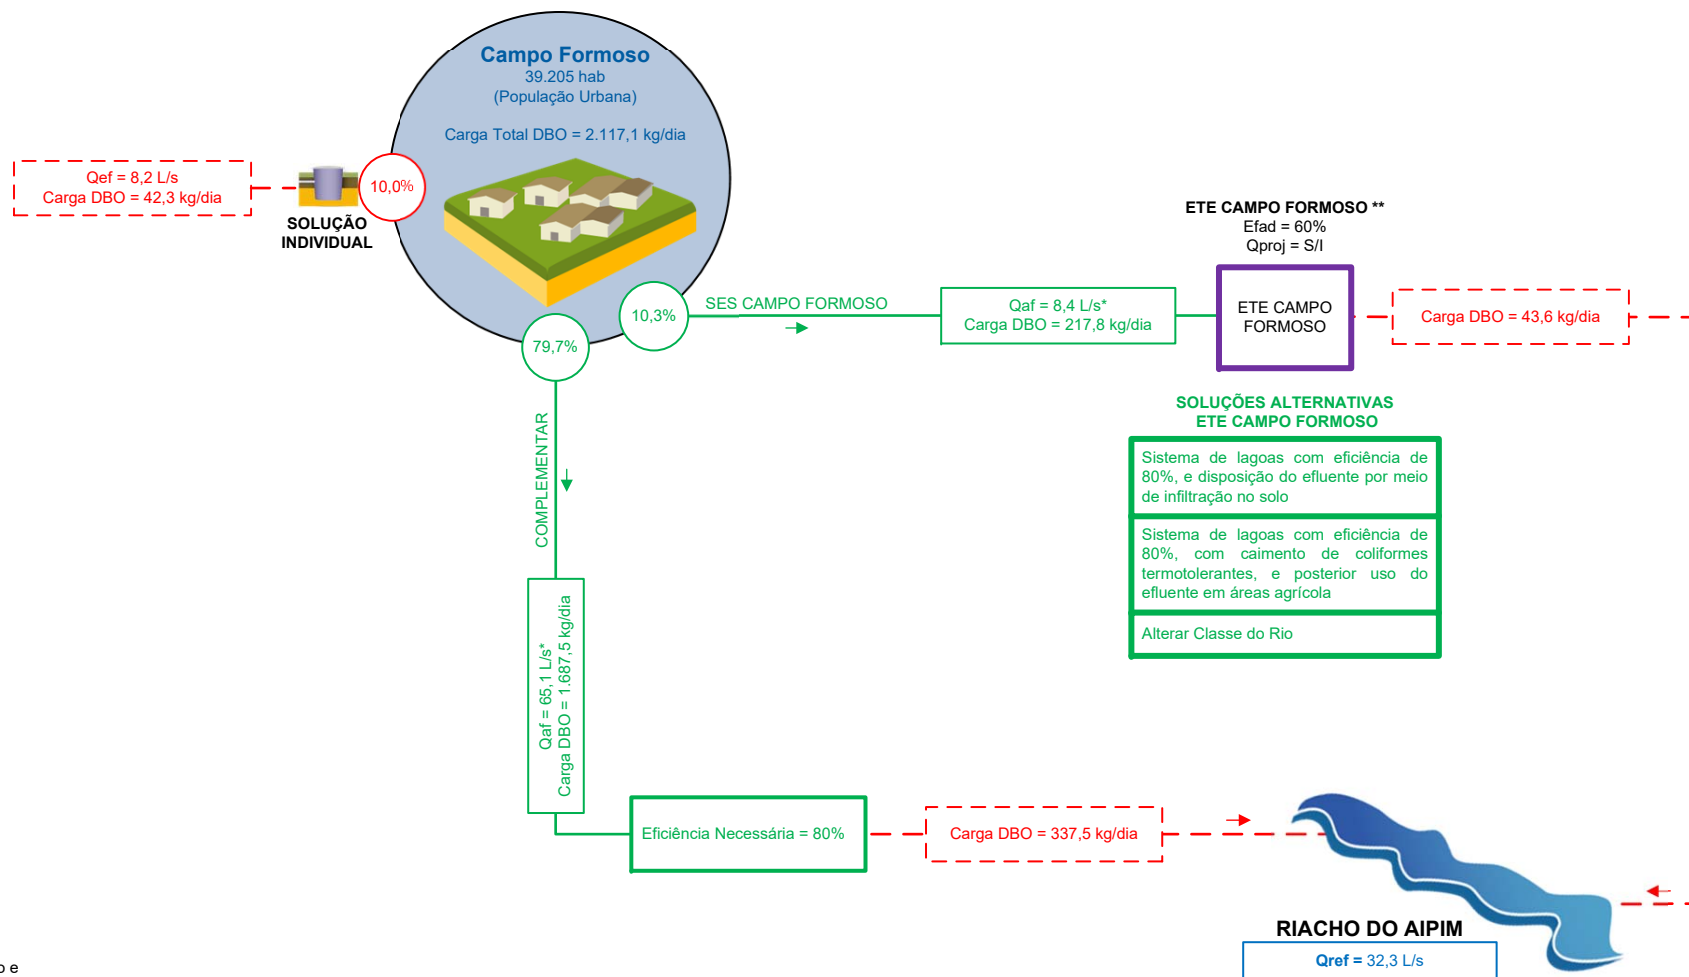 Campo Formoso
39.205 hab
(População Urbana)
Carga Total DBO = 2.117,1 kg/dia
Qef = 8,2 L/s
Carga DBO = 42,3 kg/dia
SOLUÇÃO
INDIVIDUAL
10,0%
10,3%
79,7%
SES CAMPO FORMOSO
Qaf = 8,4 L/s*
Carga DBO = 217,8 kg/dia
ETE CAMPO FORMOSO **
Efad = 60%
Qproj = S/I
ETE CAMPO
FORMOSO
Carga DBO = 43,6 kg/dia
SOLUÇÕES ALTERNATIVAS
ETE CAMPO FORMOSO
Sistema de lagoas com eficiência de
80%, e disposição do efluente por meio
de infiltração no solo
Sistema de lagoas com eficiência de
80%, com caimento de coliformes
termotolerantes, e posterior uso do
efluente em áreas agrícola
Alterar Classe do Rio
COMPLEMENTAR
Qaf = 65,1 L/s*
Carga DBO = 1.687,5 kg/dia
Eficiência Necessária = 80%
Carga DBO = 337,5 kg/dia
RIACHO DO AIPIM
Qref = 32,3 L/s
o e